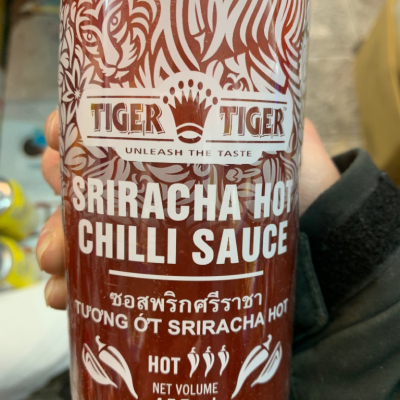 TIGER TIGER
UNLEASH THE TASTE
SRIRACHA HOT
CHILLI SAUCE
ซอสพริกศรีราชา
TƯƠNG ỚT SRIRACHA HOT
HOT
NET VOLUME